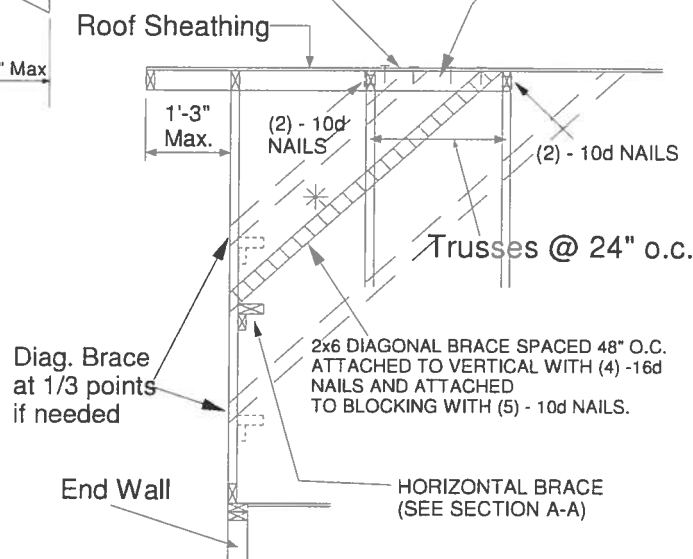 Roof Sheathing
" Max
1'-3"
Max.
(2) - 10d
NAILS
(2) - 10d NAILS
Trusses @ 24" o.c.
2x6 DIAGONAL BRACE SPACED 48" O.C.
ATTACHED TO VERTICAL WITH (4) -16d
NAILS AND ATTACHED
TO BLOCKING WITH (5) - 10d NAILS.
Diag. Brace
at 1/3 points
if needed
End Wall
HORIZONTAL BRACE
(SEE SECTION A-A)